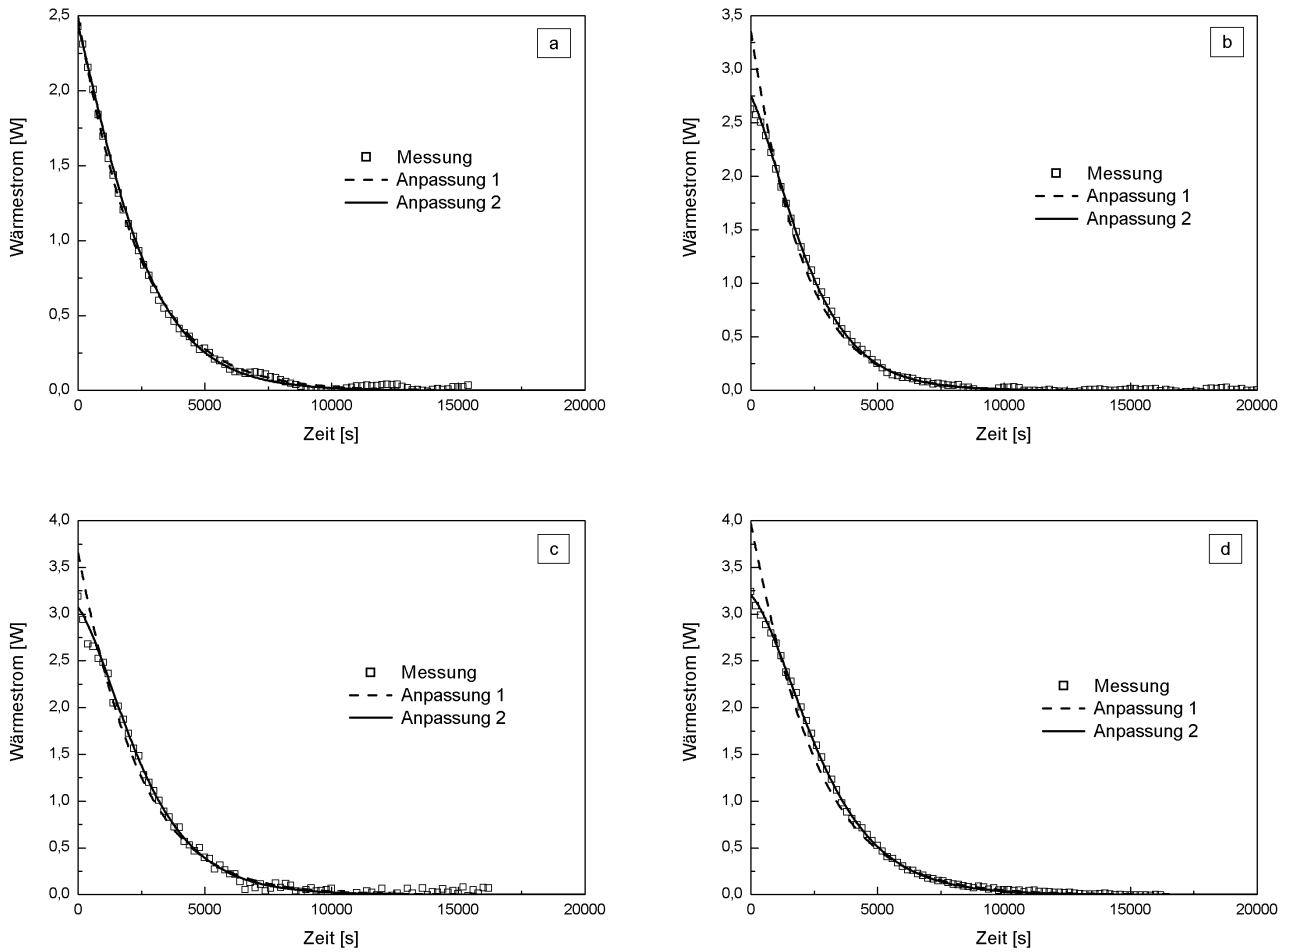 2,5
2,0
1,5
1,0
0,5
0,0
Wärmestrom [W]
a
Messung
Anpassung 1
Anpassung 2
0 5000 10000 15000 20000
Zeit [s]
3,5
3,0
2,5
2,0
1,5
1,0
0,5
0,0
Wärmestrom [W]
b
Messung
Anpassung 1
Anpassung 2
0 5000 10000 15000 20000
Zeit [s]
4,0
3,5
3,0
2,5
2,0
1,5
1,0
0,5
0,0
Wärmestrom [W]
c
Messung
Anpassung 1
Anpassung 2
0 5000 10000 15000 20000
Zeit [s]
4,0
3,5
3,0
2,5
2,0
1,5
1,0
0,5
0,0
Wärmestrom [W]
d
Messung
Anpassung 1
Anpassung 2
0 5000 10000 15000 20000
Zeit [s]